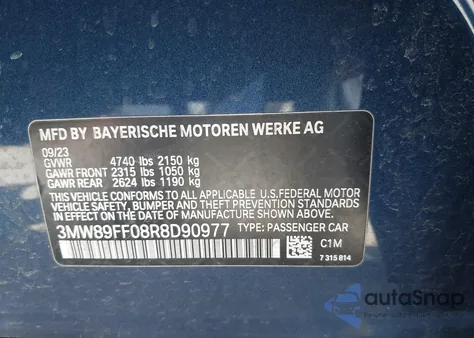 MFD BY BAYERISCHE MOTOREN WERKE AG
09/23
GVWR 4740 lbs 2150 kg
GAWR FRONT 2315 lbs 1050 kg
GAWR REAR 2624 lbs 1190 kg
THIS VEHICLE CONFORMS TO ALL APPLICABLE U.S.FEDERAL MOTOR
VEHICLE SAFETY, BUMPER AND THEFT PREVENTION STANDARDS
IN EFFECT ON THE DATE OF MANUFACTURE SHOWN ABOVE.
3MW89FF08R8D90977 TYPE: PASSENGER CAR
C1M
7 315 814
autoSnap